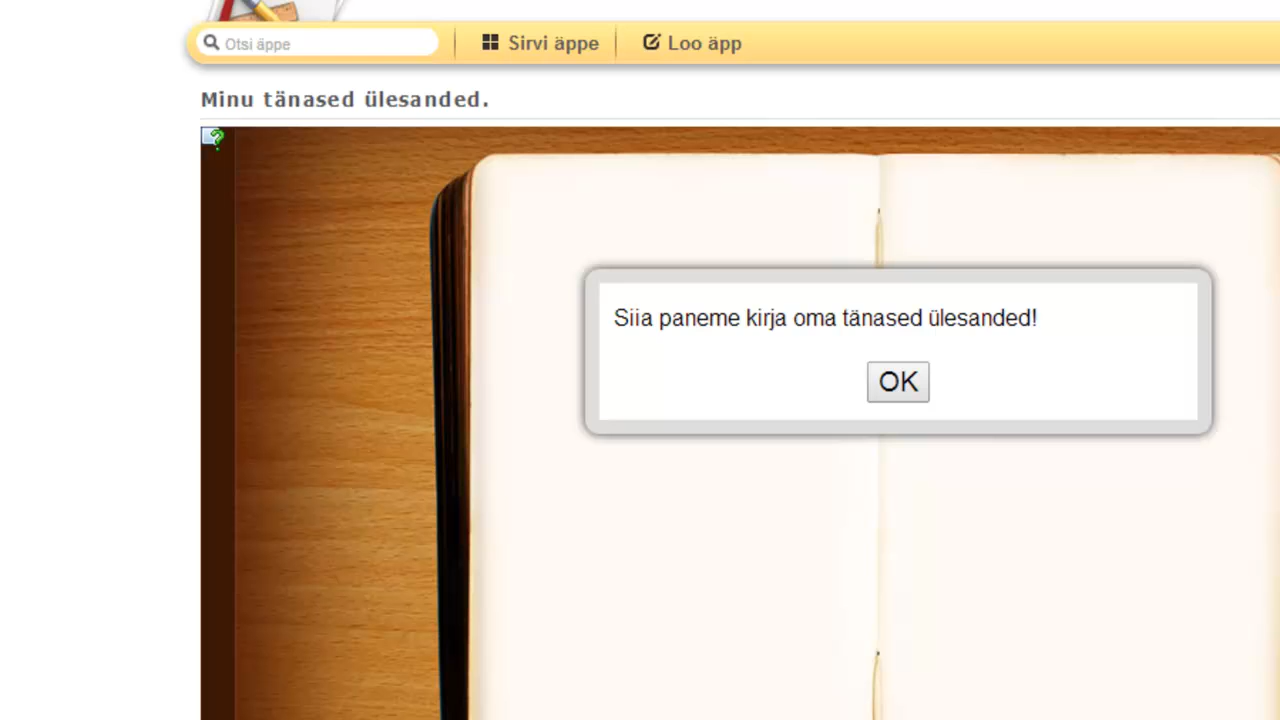 Otsi äppe
Sirvi äppe
Loo äpp
Minu tänased ülesanded.
Siia paneme kirja oma tänased ülesanded!
OK